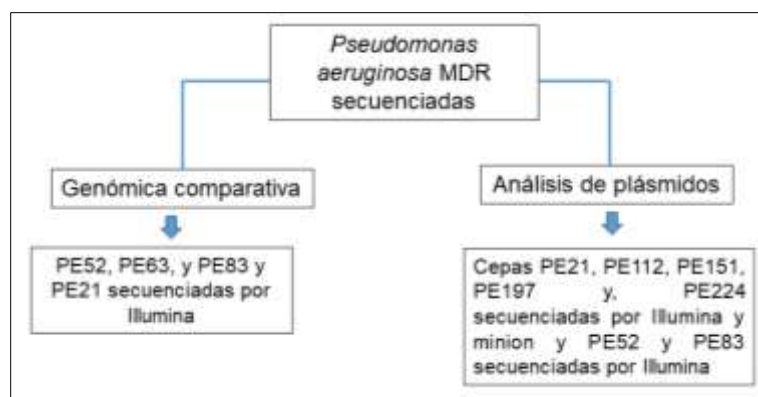 Pseudomonas
aeruginosa MDR
secuenciadas
Genómica comparativa
Análisis de plásmidos
PE52, PE63, y PE83 y
PE21 secuenciadas por
Illumina
Cepas PE21, PE112, PE151,
PE197 y, PE224
secuenciadas por Illumina y
minion y PE52 y PE83
secuenciadas por Illumina